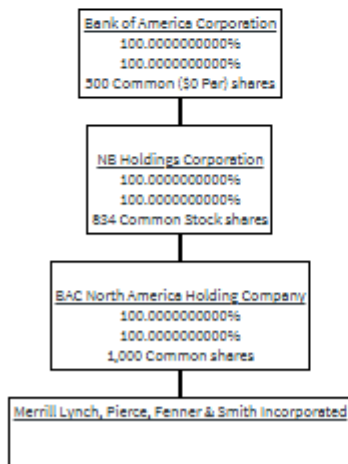 Bank of America Corporation
100.0000000000%
100.0000000000%
500 Common ($0 Par) shares
NB Holdings Corporation
100.0000000000%
100.0000000000%
834 Common Stock shares
BAC North America Holding Company
100.0000000000%
100.0000000000%
1,000 Common shares
Merrill Lynch, Pierce, Fenner & Smith Incorporated